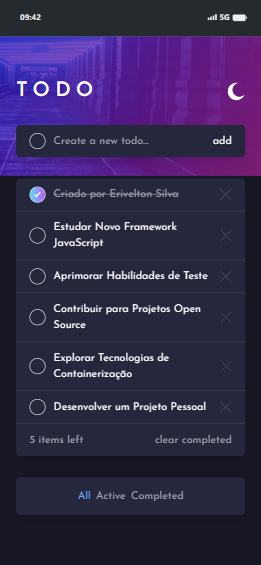 09:42 5G
TODO
Create a new todo... add
Criado por Erivelton Silva
Estudar Novo Framework
JavaScript
Aprimorar Habilidades de Teste
Contribuir para Projetos Open
Source
Explorar Tecnologias de
Containerização
Desenvolver um Projeto Pessoal
5 items left clear completed
All Active Completed